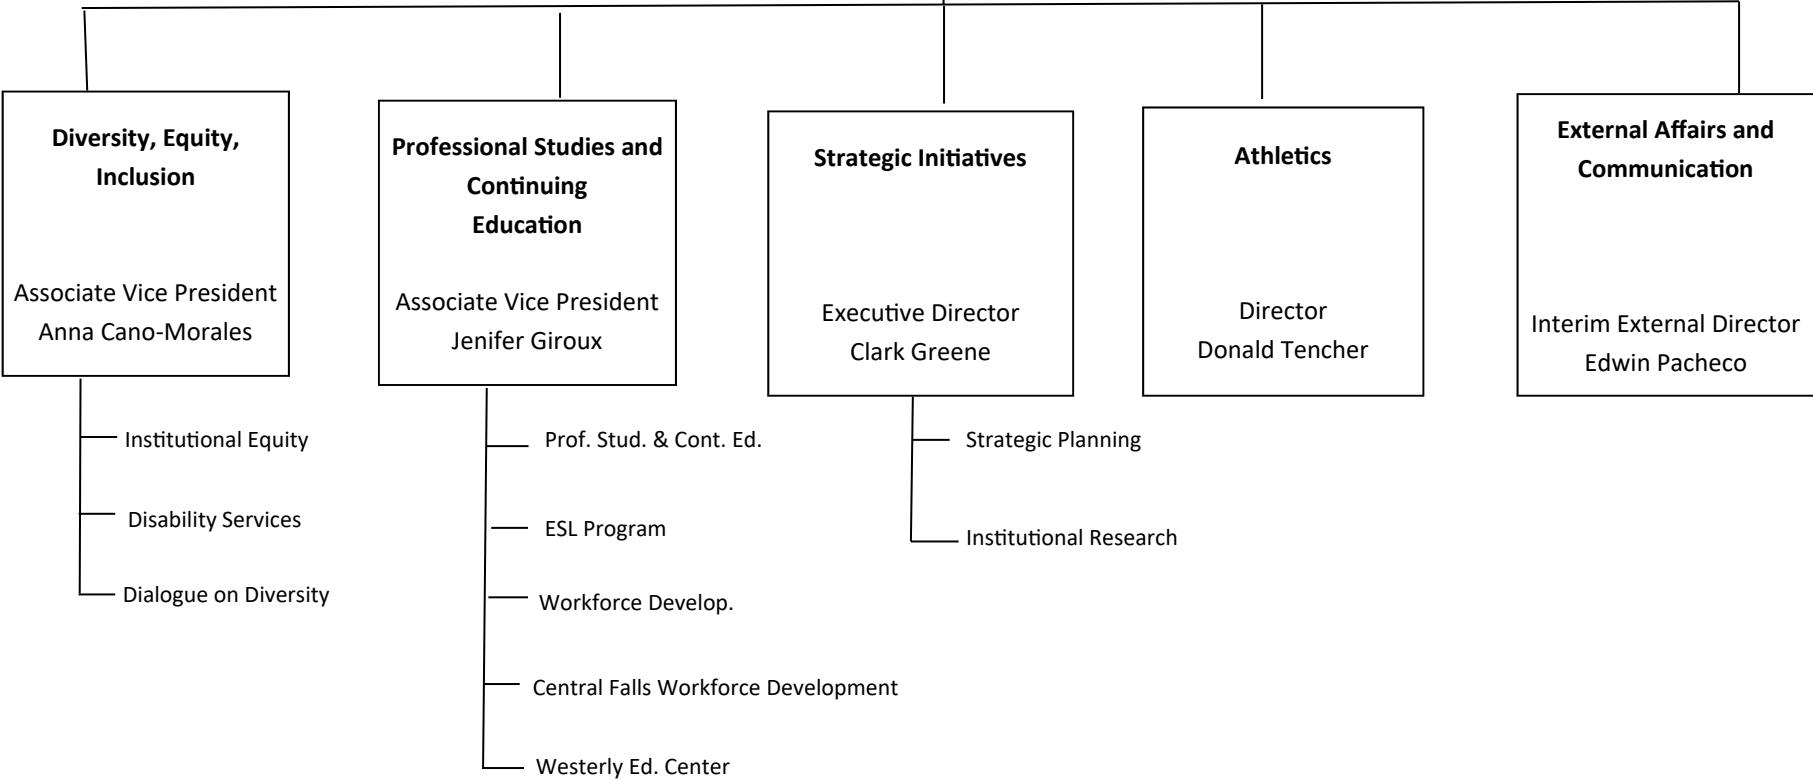 Diversity, Equity,
Inclusion
Associate Vice President
Anna Cano-Morales
Institutional Equity
Disability Services
Dialogue on Diversity
Professional Studies and
Continuing
Education
Associate Vice President
Jenifer Giroux
Prof. Stud. & Cont. Ed.
ESL Program
Workforce Develop.
Central Falls Workforce Development
Westerly Ed. Center
Strategic Initiatives
Executive Director
Clark Greene
Strategic Planning
Institutional Research
Athletics
Director
Donald Tencher
External Affairs and
Communication
Interim External Director
Edwin Pacheco